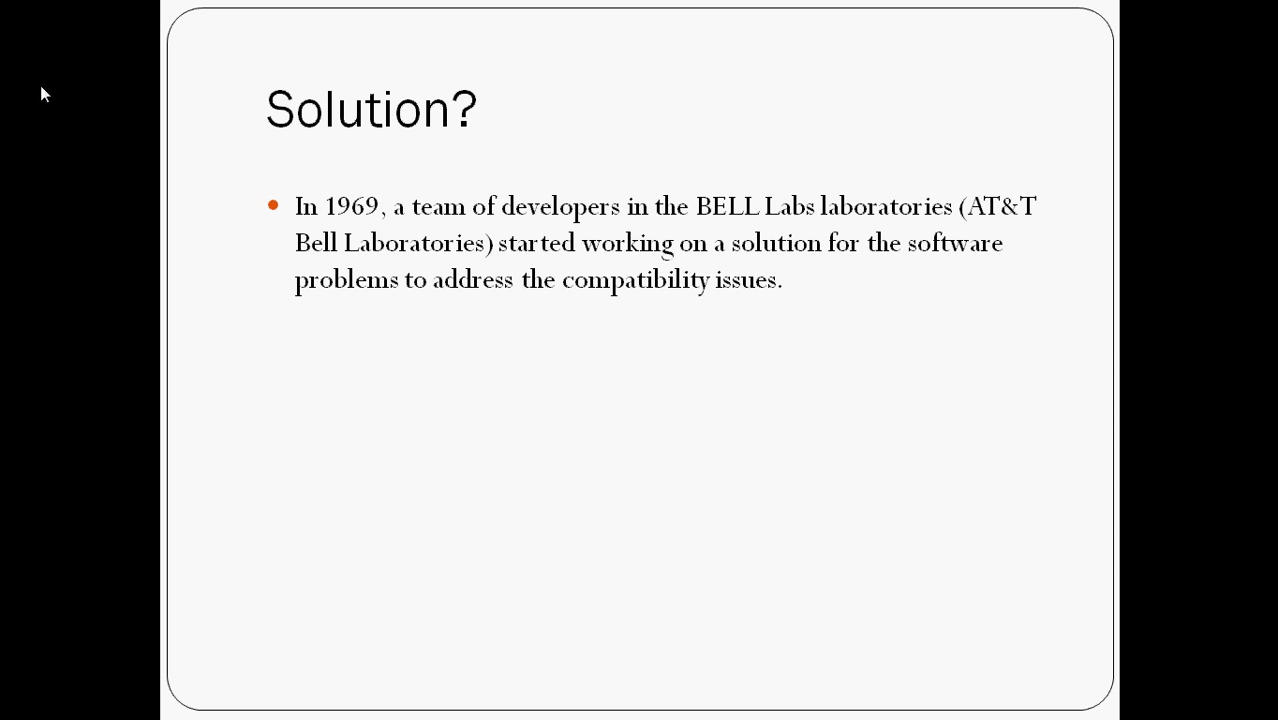 Solution?
In 1969, a team of developers in the BELL Labs laboratories (AT&T
Bell Laboratories) started working on a solution for the software
problems to address the compatibility issues.